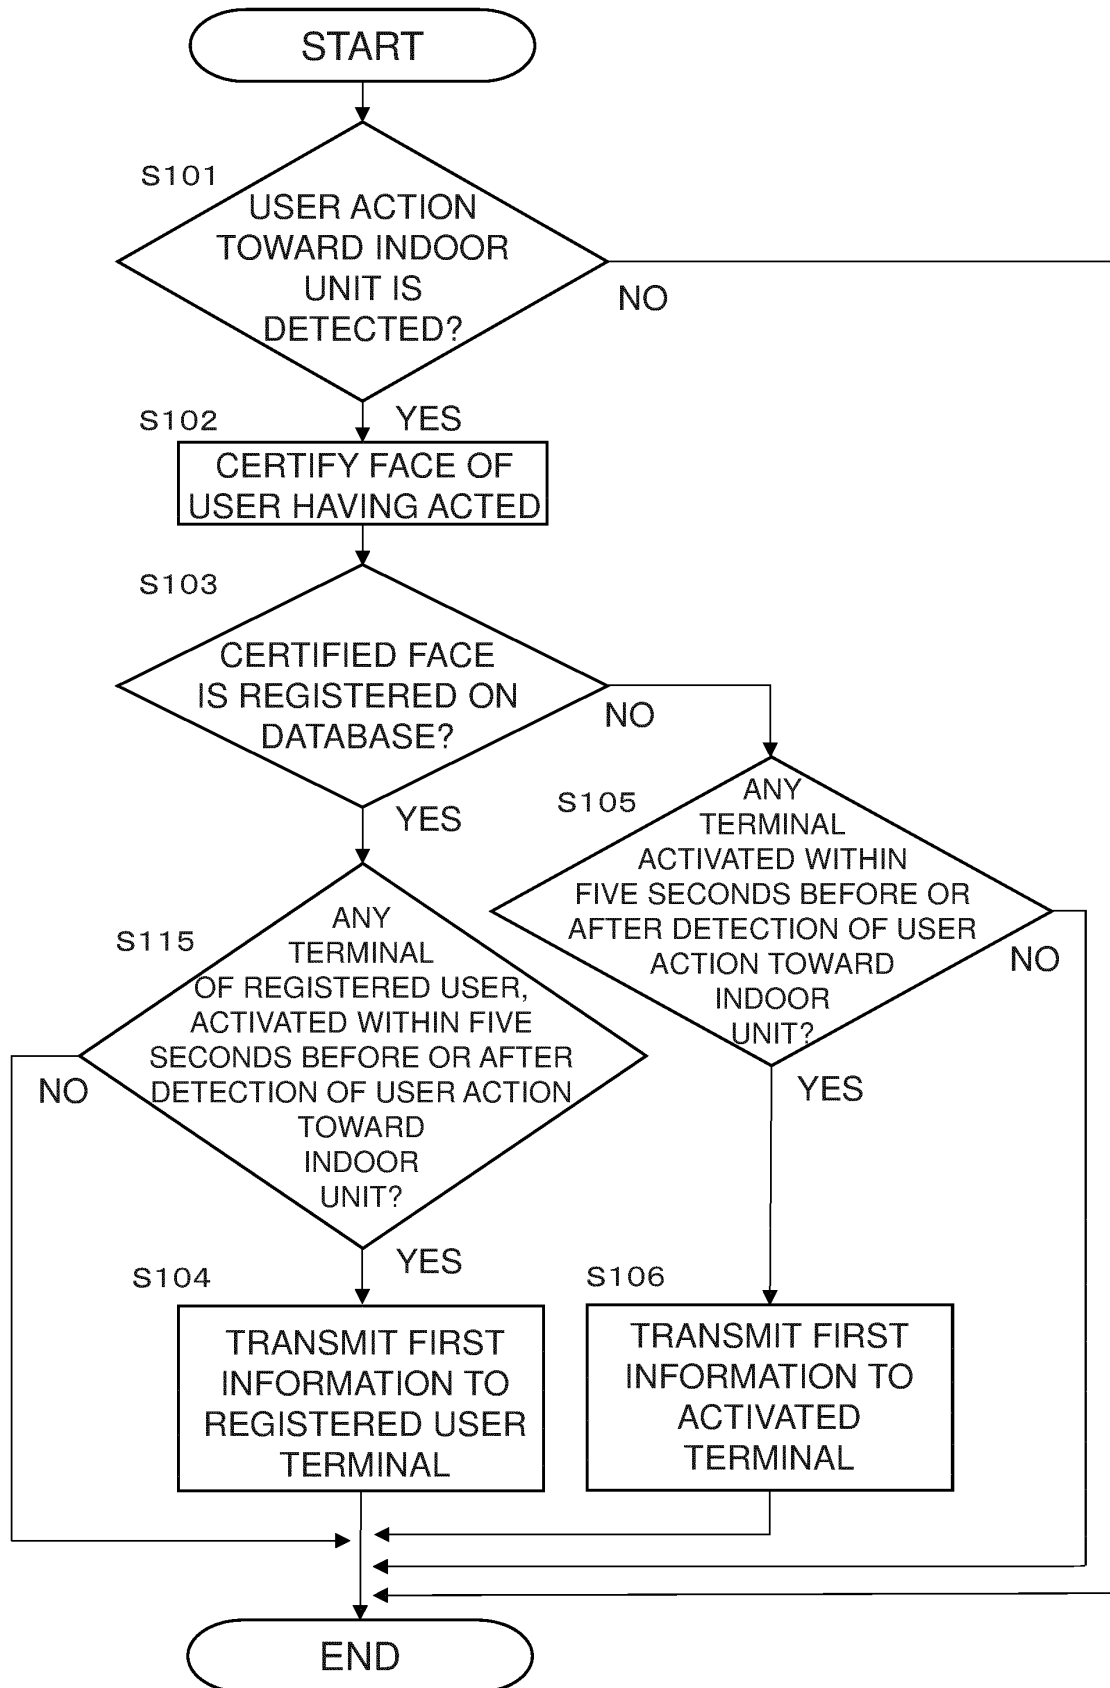 START
S101
USER ACTION
TOWARD INDOOR
UNIT IS
DETECTED?
NO
YES
S102
CERTIFY FACE OF
USER HAVING ACTED
S103
CERTIFIED FACE
IS REGISTERED ON
DATABASE?
NO
YES
S105
ANY
TERMINAL
ACTIVATED WITHIN
FIVE SECONDS BEFORE OR
AFTER DETECTION OF USER
ACTION TOWARD
INDOOR
UNIT?
NO
YES
S115
ANY
TERMINAL
OF REGISTERED USER,
ACTIVATED WITHIN FIVE
SECONDS BEFORE OR AFTER
DETECTION OF USER ACTION
TOWARD
INDOOR
UNIT?
NO
YES
S104
TRANSMIT FIRST
INFORMATION TO
REGISTERED USER
TERMINAL
S106
TRANSMIT FIRST
INFORMATION TO
ACTIVATED
TERMINAL
END